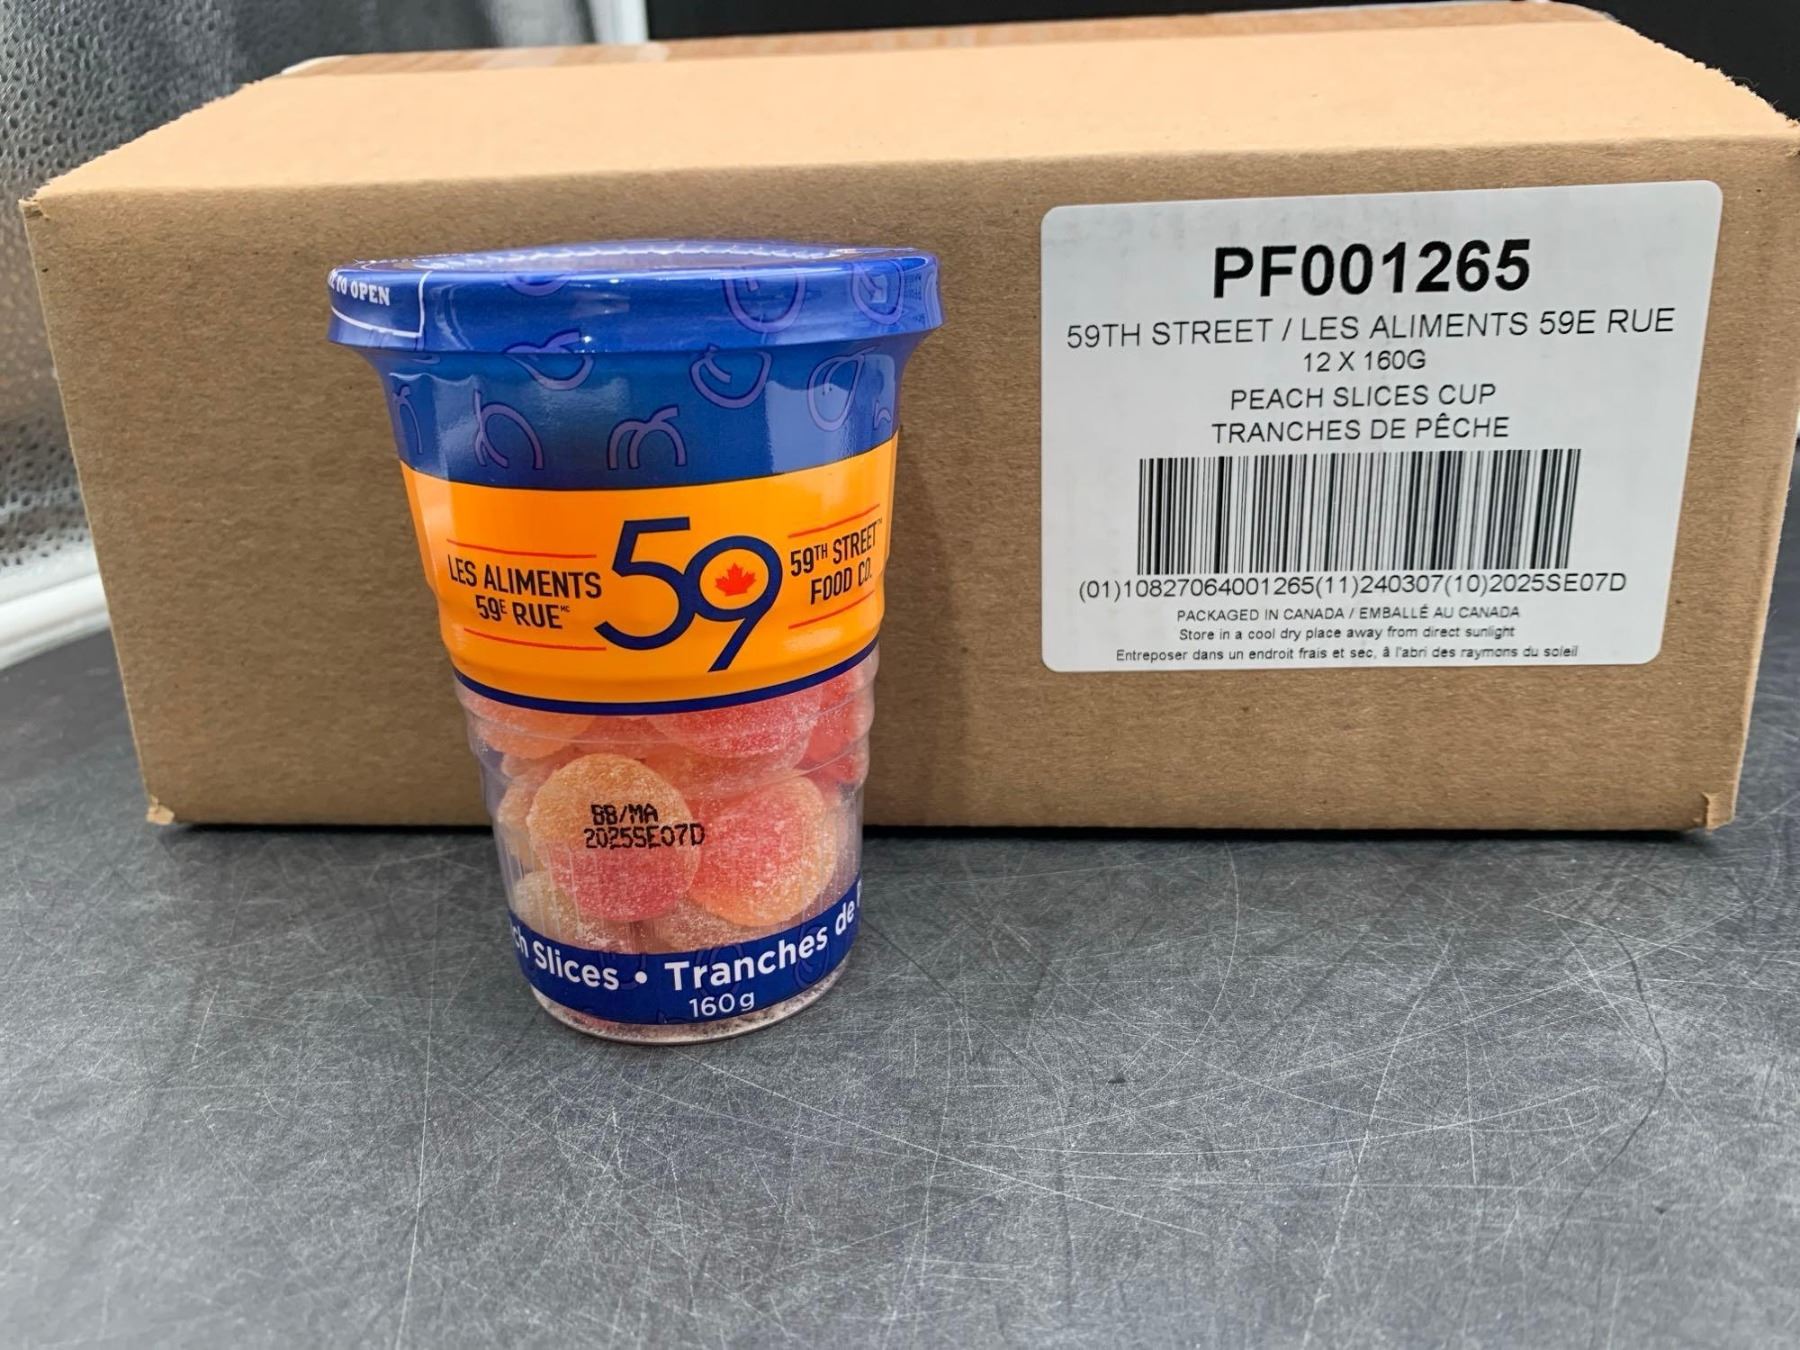 TO OPEN
LES ALIMENTS
59E RUE MC
59
59TH STREET™
FOOD CO.
BB/MA
2025SE07D
Slices • Tranches de
160 g
PF001265
59TH STREET / LES ALIMENTS 59E RUE
12 X 160G
PEACH SLICES CUP
TRANCHES DE PÊCHE
(01)10827064001265(11)240307(10)2025SE07D
PACKAGED IN CANADA / EMBALLÉ AU CANADA
Store in a cool dry place away from direct sunlight
Entreposer dans un endroit frais et sec, à l'abri des raymons du soleil